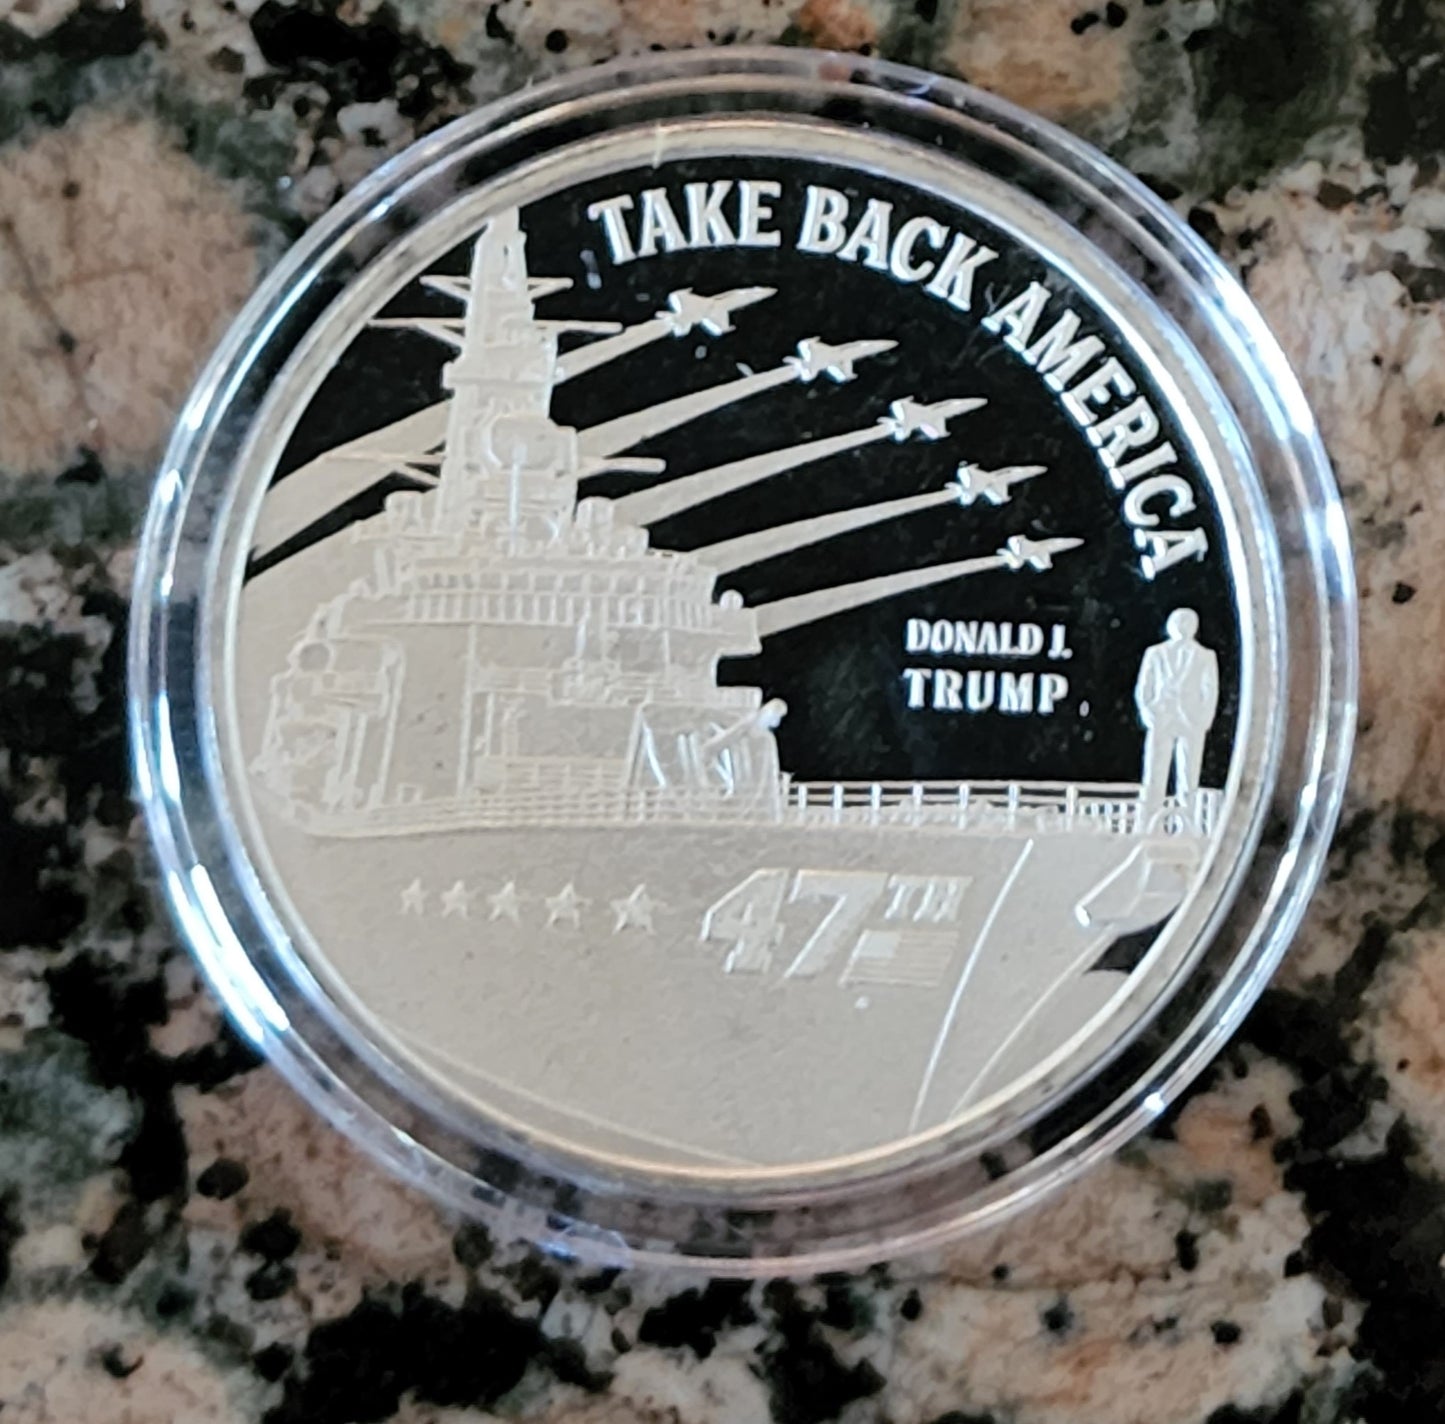 TAKE BACK AMERICA
DONALD J.
TRUMP
47TH